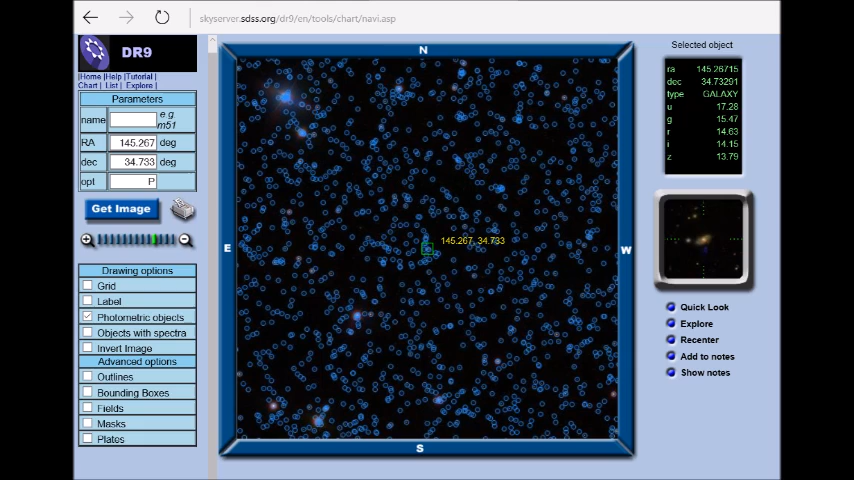 skyserver.sdss.org/dr9/en/tools/chart/navi.asp
DR9
|Home |Help |Tutorial |
Chart | List | Explore |
Parameters
name e.g. m51
RA 145.267 deg
dec 34.733 deg
opt P
Get Image
Drawing options
Grid
Label
Photometric objects
Objects with spectra
Invert Image
Advanced options
Outlines
Bounding Boxes
Fields
Masks
Plates
N
E
145.267, 34.733
W
S
Selected object
ra 145.26715
dec 34.73291
type GALAXY
u 17.28
g 15.47
r 14.63
i 14.15
z 13.79
Quick Look
Explore
Recenter
Add to notes
Show notes